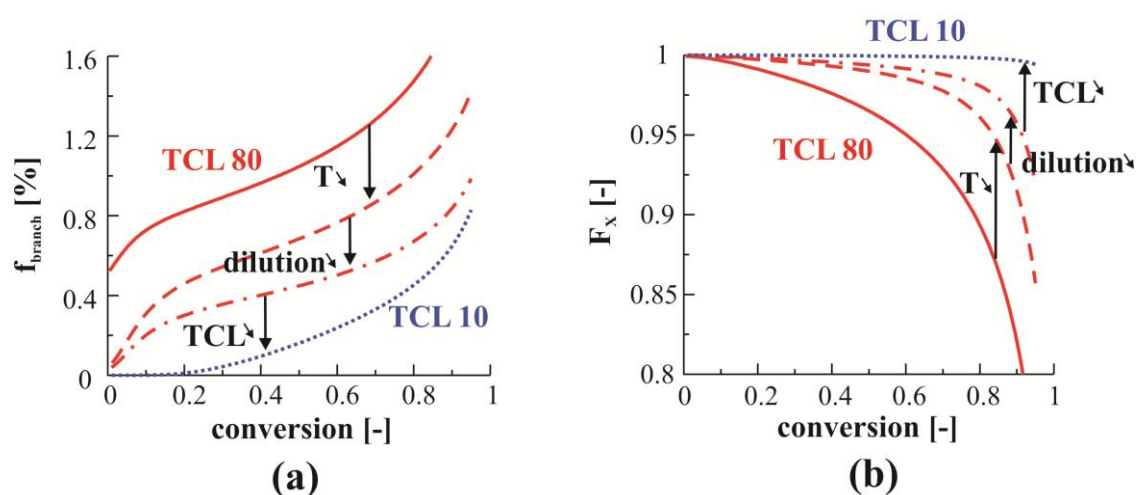 1.6
1.2
0.8
0.4
0
f_branch [%]
TCL 80
T↘
dilution↘
TCL↘
TCL 10
0 0.2 0.4 0.6 0.8 1
conversion [-]
(a)
TCL 10
1
0.95
0.9
0.85
0.8
F_X [-]
TCL↘
TCL 80
dilution↘
T↘
0 0.2 0.4 0.6 0.8 1
conversion [-]
(b)